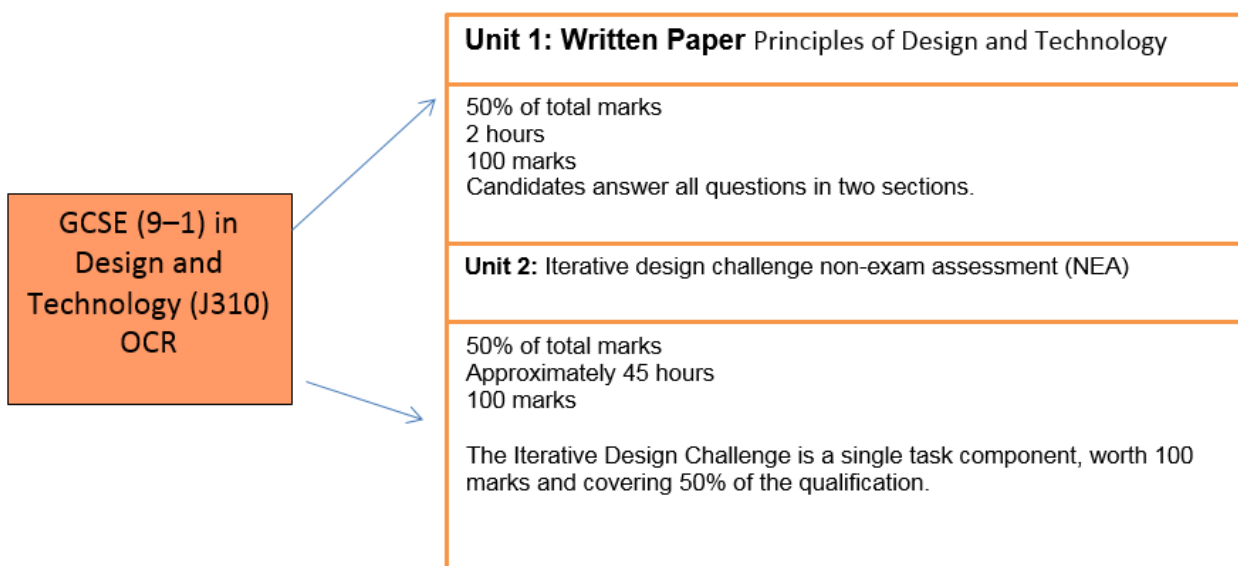 GCSE (9–1) in
Design and
Technology (J310)
OCR
Unit 1: Written Paper Principles of Design and Technology
50% of total marks
2 hours
100 marks
Candidates answer all questions in two sections.
Unit 2: Iterative design challenge non-exam assessment (NEA)
50% of total marks
Approximately 45 hours
100 marks
The Iterative Design Challenge is a single task component, worth 100
marks and covering 50% of the qualification.